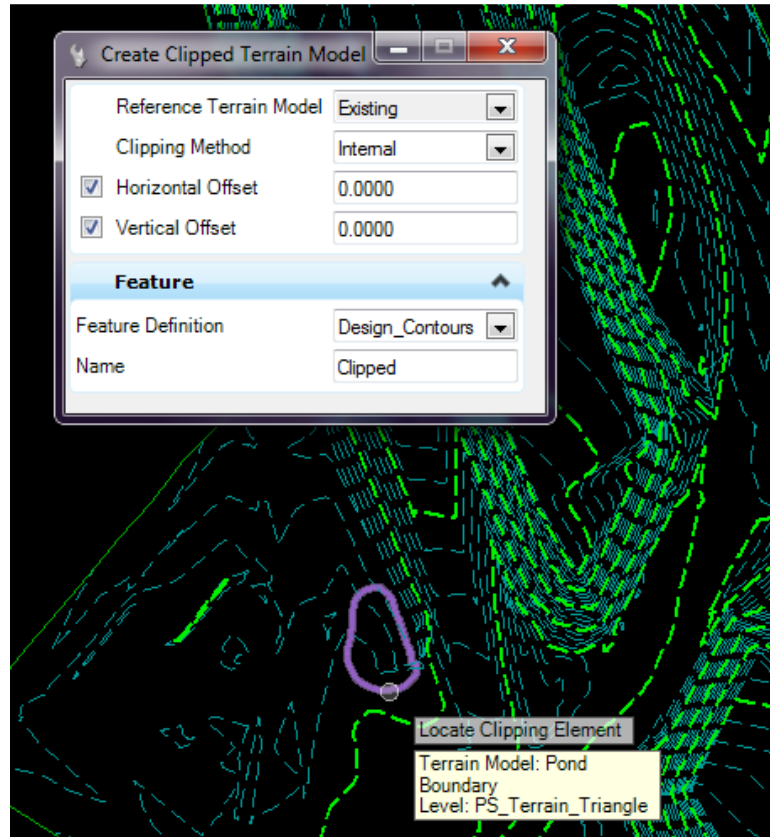 Create Clipped Terrain Model
Reference Terrain Model Existing
Clipping Method Internal
Horizontal Offset 0.0000
Vertical Offset 0.0000
Feature
Feature Definition Design_Contours
Name Clipped
Locate Clipping Element
Terrain Model: Pond
Boundary
Level: PS_Terrain_Triangle